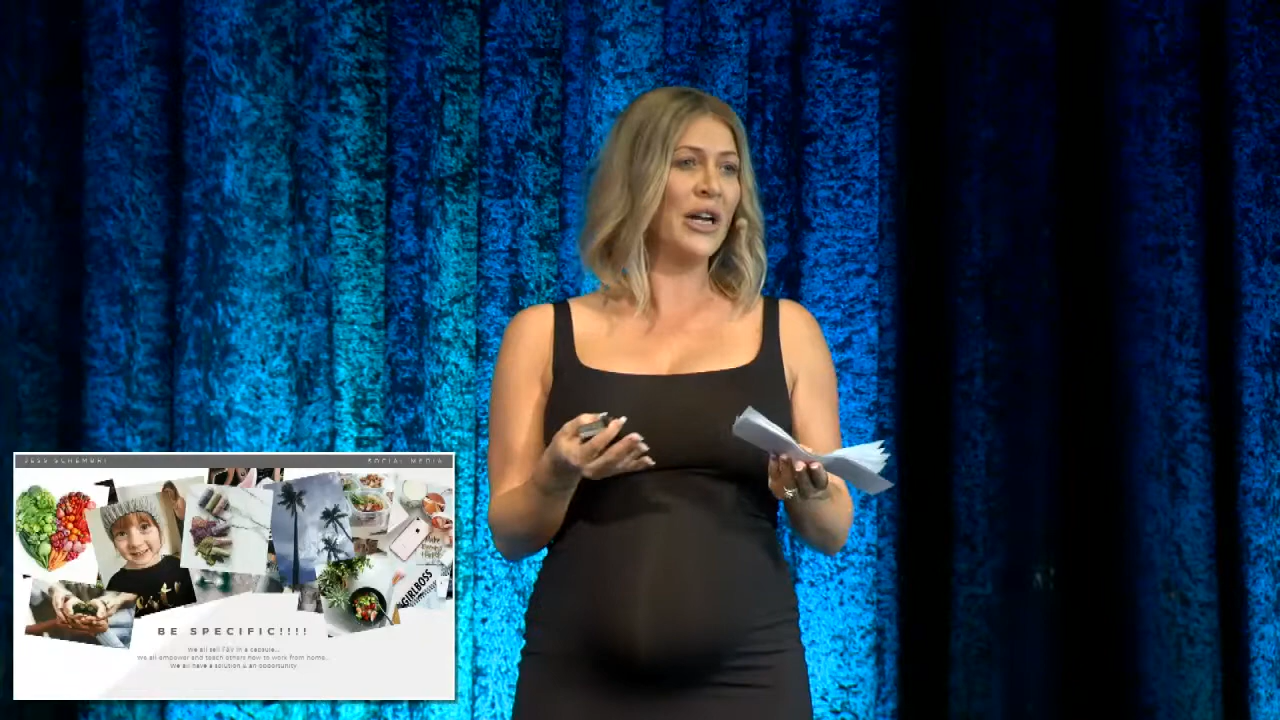 JESS SCHEMBRI
SOCIAL MEDIA
GIRLBOSS
BE SPECIFIC!!!!
We all sell F&V in a capsule...
We all empower and teach others how to work from home...
We all have a solution & an opportunity